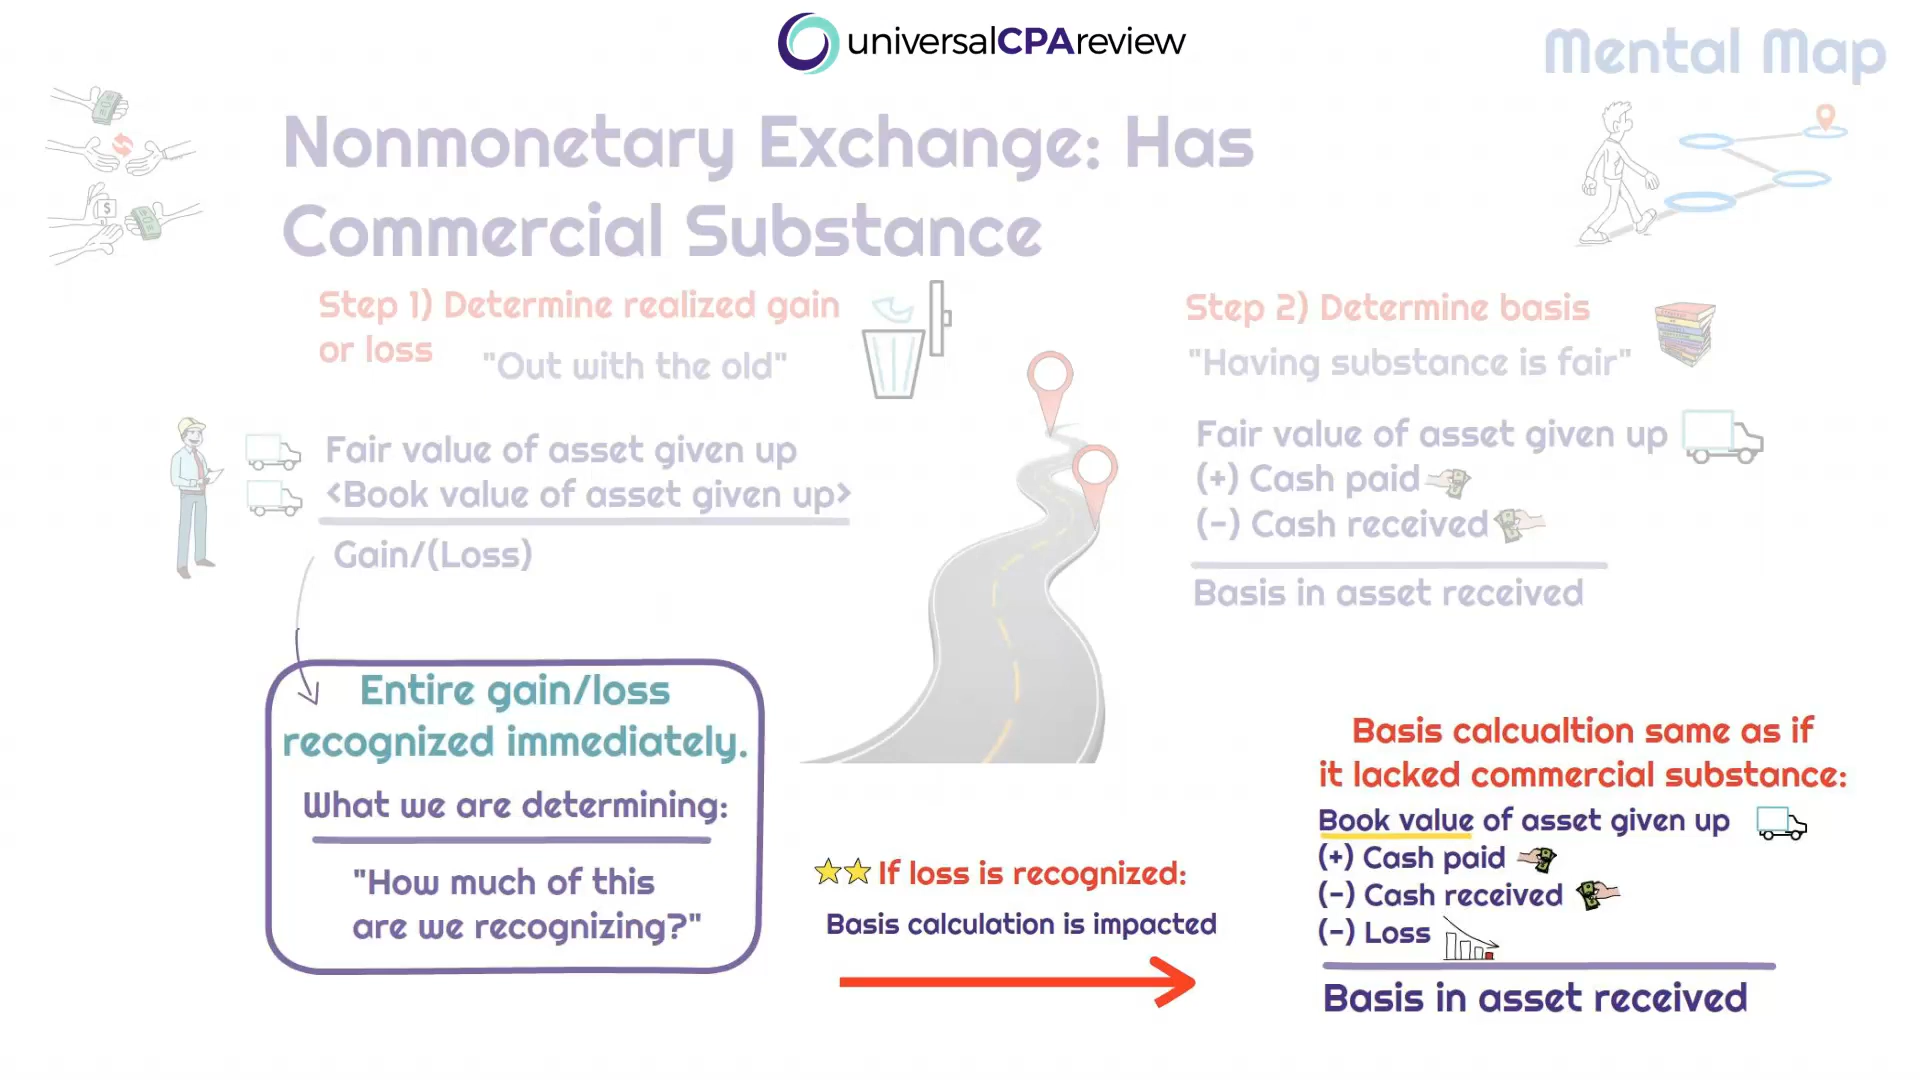 universalCPAreview
Mental Map
Nonmonetary Exchange: Has
Commercial Substance
Step 1) Determine realized gain
or loss
"Out with the old"
Fair value of asset given up
<Book value of asset given up>
Gain/(Loss)
Entire gain/loss
recognized immediately.
What we are determining:
"How much of this
are we recognizing?"
If loss is recognized:
Basis calculation is impacted
Step 2) Determine basis
"Having substance is fair"
Fair value of asset given up
(+) Cash paid
(-) Cash received
Basis in asset received
Basis calcualtion same as if
it lacked commercial substance:
Book value of asset given up
(+) Cash paid
(-) Cash received
(-) Loss
Basis in asset received